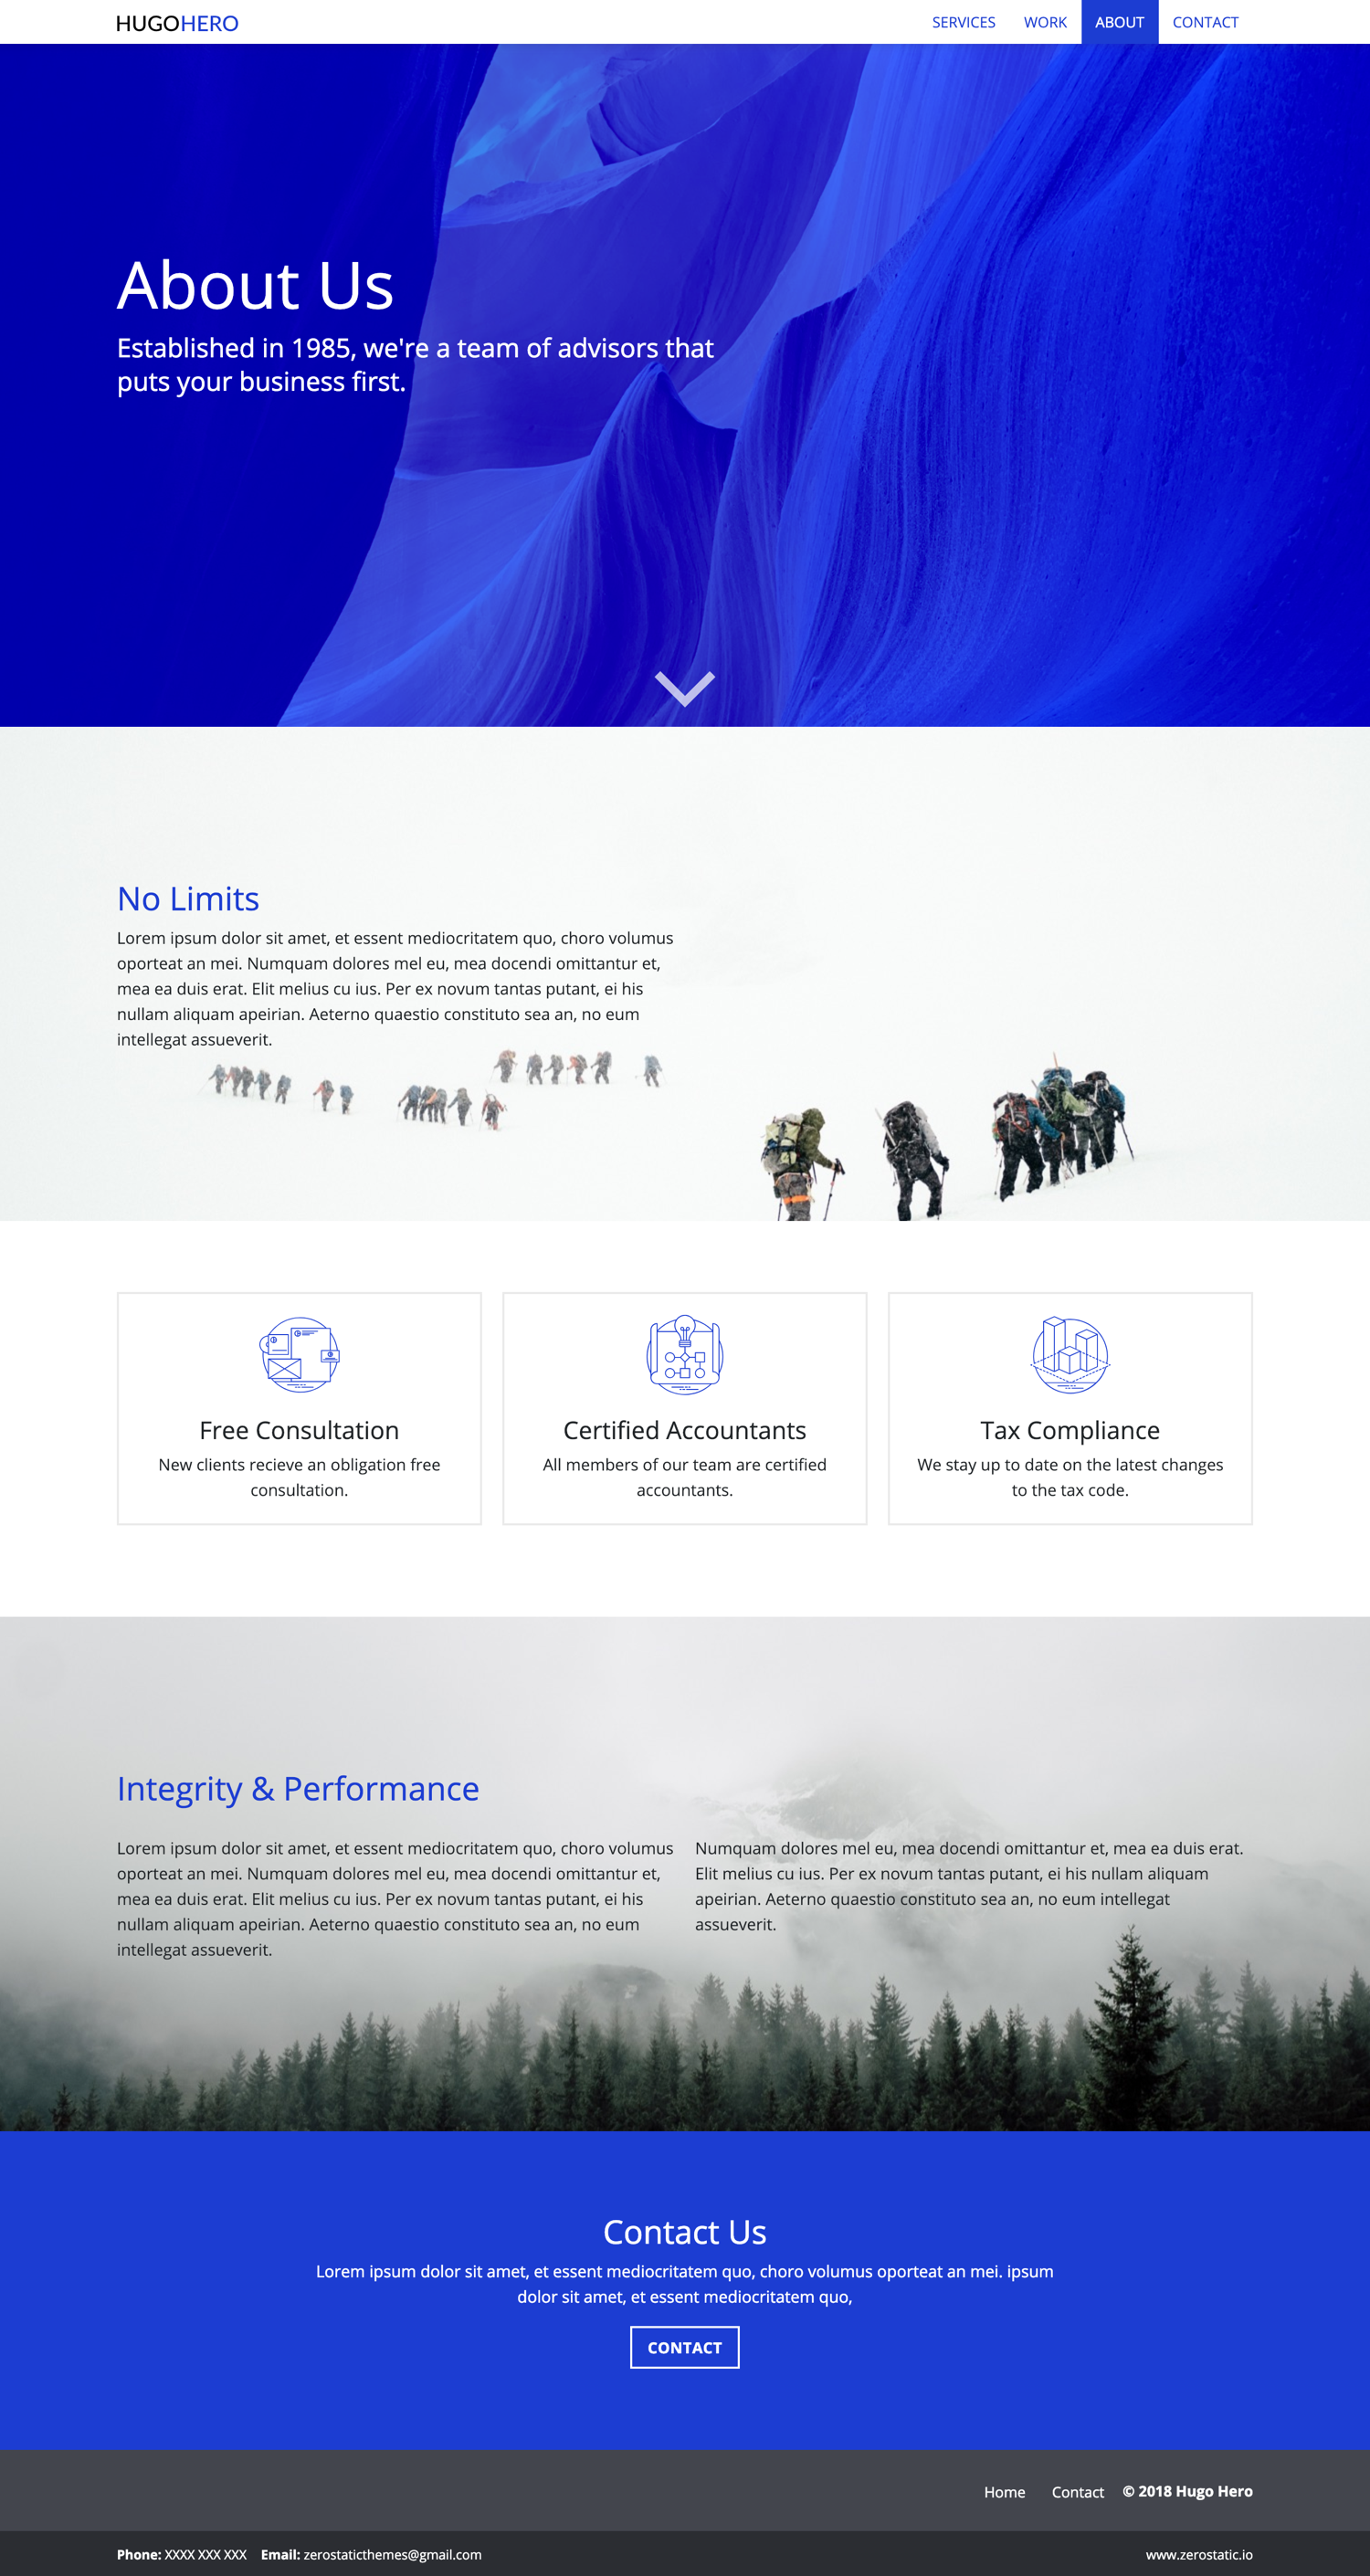 HUGOHERO
SERVICES WORK ABOUT CONTACT
About Us
Established in 1985, we're a team of advisors that
puts your business first.
No Limits
Lorem ipsum dolor sit amet, et essent mediocritatem quo, choro volumus
oporteat an mei. Numquam dolores mel eu, mea docendi omittantur et,
mea ea duis erat. Elit melius cu ius. Per ex novum tantas putant, ei his
nullam aliquam apeirian. Aeterno quaestio constituto sea an, no eum
intellegat assueverit.
Free Consultation
New clients recieve an obligation free
consultation.
Certified Accountants
All members of our team are certified
accountants.
Tax Compliance
We stay up to date on the latest changes
to the tax code.
Integrity & Performance
Lorem ipsum dolor sit amet, et essent mediocritatem quo, choro volumus
oporteat an mei. Numquam dolores mel eu, mea docendi omittantur et,
mea ea duis erat. Elit melius cu ius. Per ex novum tantas putant, ei his
nullam aliquam apeirian. Aeterno quaestio constituto sea an, no eum
intellegat assueverit.
Numquam dolores mel eu, mea docendi omittantur et, mea ea duis erat.
Elit melius cu ius. Per ex novum tantas putant, ei his nullam aliquam
apeirian. Aeterno quaestio constituto sea an, no eum intellegat
assueverit.
Contact Us
Lorem ipsum dolor sit amet, et essent mediocritatem quo, choro volumus oporteat an mei. ipsum
dolor sit amet, et essent mediocritatem quo,
CONTACT
Home Contact © 2018 Hugo Hero
Phone: XXXX XXX XXX Email: zerostaticthemes@gmail.com
www.zerostatic.io